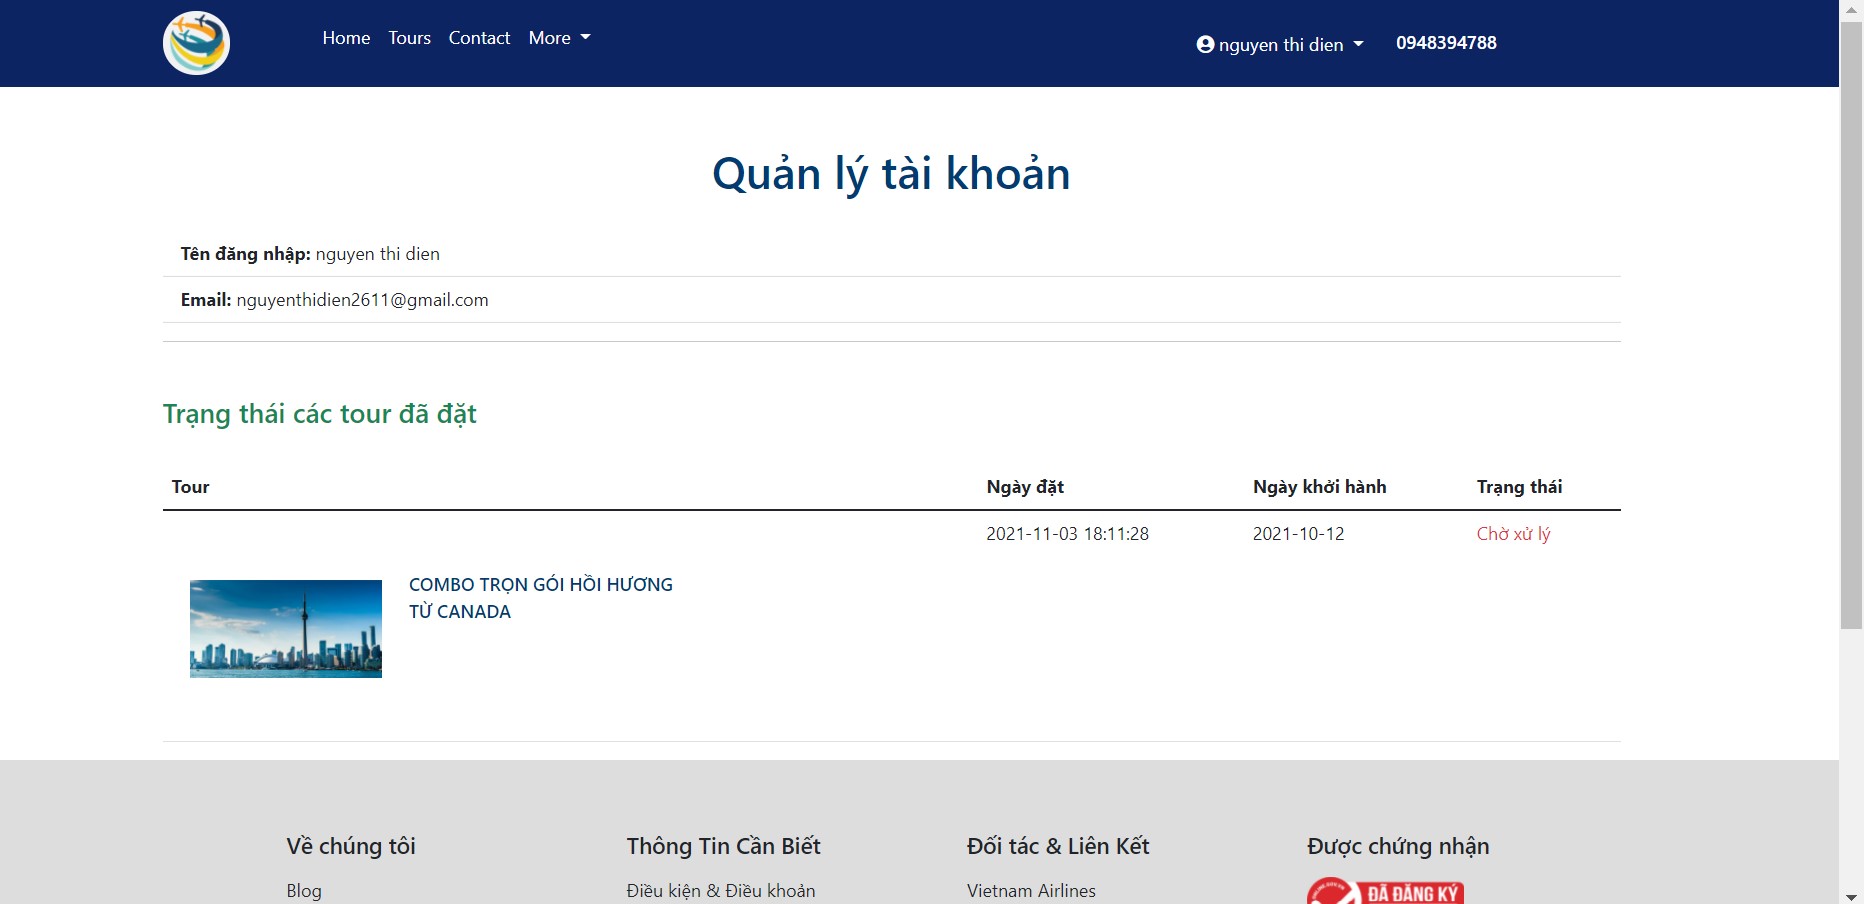 Home Tours Contact More
nguyen thi dien 0948394788
Quản lý tài khoản
Tên đăng nhập: nguyen thi dien
Email: nguyenthidien2611@gmail.com
Trạng thái các tour đã đặt
Tour Ngày đặt Ngày khởi hành Trạng thái
2021-11-03 18:11:28 2021-10-12 Chờ xử lý
COMBO TRỌN GÓI HỒI HƯƠNG
TỪ CANADA
Về chúng tôi Thông Tin Cần Biết Đối tác & Liên Kết Được chứng nhận
Blog Điều kiện & Điều khoản Vietnam Airlines
ĐÃ ĐĂNG KÝ